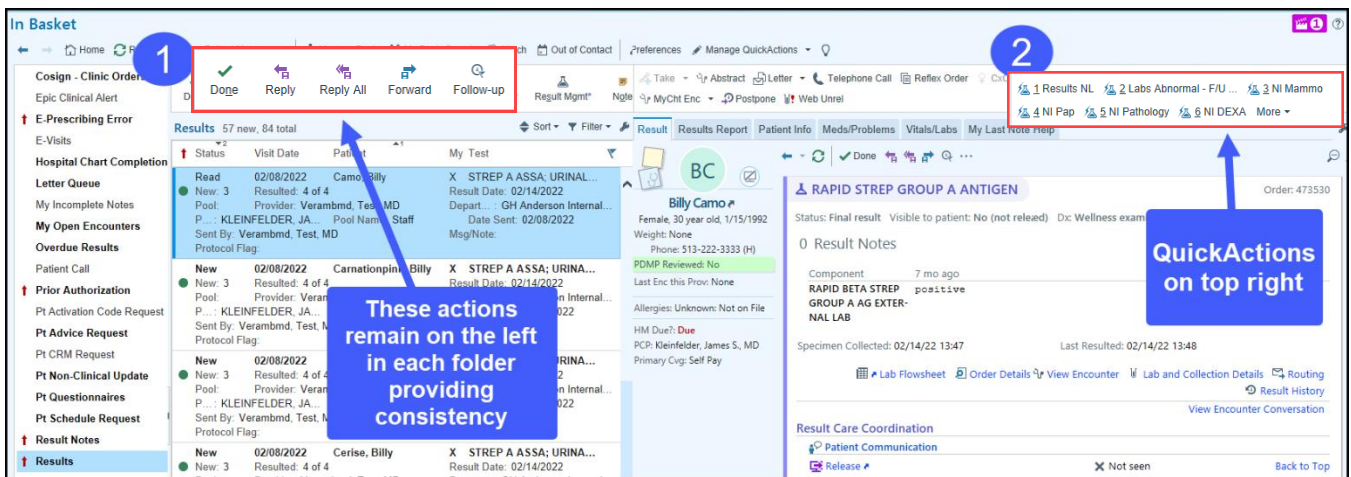 In Basket
1
Home
ch
Out of Contact
Preferences
Manage QuickActions
1
2
Done
Reply
Reply All
Forward
Follow-up
Result Mgmt*
Note
Take
Abstract
Letter
Telephone Call
Reflex Order
MyCht Enc
Postpone
Web Unrel
1 Results NL
2 Labs Abnormal - F/U ...
3 NI Mammo
4 NI Pap
5 NI Pathology
6 NI DEXA
More
Cosign - Clinic Order
Epic Clinical Alert
E-Prescribing Error
E-Visits
Hospital Chart Completion
Letter Queue
My Incomplete Notes
My Open Encounters
Overdue Results
Patient Call
Prior Authorization
Pt Activation Code Request
Pt Advice Request
Pt CRM Request
Pt Non-Clinical Update
Pt Questionnaires
Pt Schedule Request
Result Notes
Results
Results 57 new, 84 total
Sort
Filter
Status
Visit Date
Patient
My Test
Read 02/08/2022 Camo, Billy X STREP A ASSA; URINAL...
New: 3 Resulted: 4 of 4 Result Date: 02/14/2022
Pool: Provider: Verambmd, Test, MD Depart... : GH Anderson Internal...
P... : KLEINFELDER, JA... Pool Name: Staff Date Sent: 02/08/2022
Sent By: Verambmd, Test, MD Msg/Note:
Protocol Flag:
New 02/08/2022 Carnationpink, Billy X STREP A ASSA; URINA...
New: 3 Resulted: 4 of 4 Result Date: 02/14/2022
Pool: Provider: Veram
n Internal...
P... : KLEINFELDER, JA...
022
Sent By: Verambmd, Test, M
Protocol Flag:
New 02/08/2022
RINA...
New: 3 Resulted: 4 of 4
Pool: Provider: Veram
n Internal...
P... : KLEINFELDER, JA...
022
Sent By: Verambmd, Test, M
Protocol Flag:
New 02/08/2022 Cerise, Billy X STREP A ASSA; URINA...
New: 3 Resulted: 4 of 4 Result Date: 02/14/2022
These actions
remain on the left
in each folder
providing
consistency
Result
Results Report
Patient Info
Meds/Problems
Vitals/Labs
My Last Note
Help
BC
Billy Camo
Female, 30 year old, 1/15/1992
Weight: None
Phone: 513-222-3333 (H)
PDMP Reviewed: No
Last Enc this Prov: None
Allergies: Unknown: Not on File
HM Due?: Due
PCP: Kleinfelder, James S., MD
Primary Cvg: Self Pay
Done
RAPID STREP GROUP A ANTIGEN
Order: 473530
Status: Final result Visible to patient: No (not released) Dx: Wellness exam
0 Result Notes
Component 7 mo ago
RAPID BETA STREP positive
GROUP A AG EXTER-
NAL LAB
Specimen Collected: 02/14/22 13:47 Last Resulted: 02/14/22 13:48
Lab Flowsheet
Order Details
View Encounter
Lab and Collection Details
Routing
Result History
View Encounter Conversation
Result Care Coordination
Patient Communication
Release
Not seen
Back to Top
QuickActions
on top right